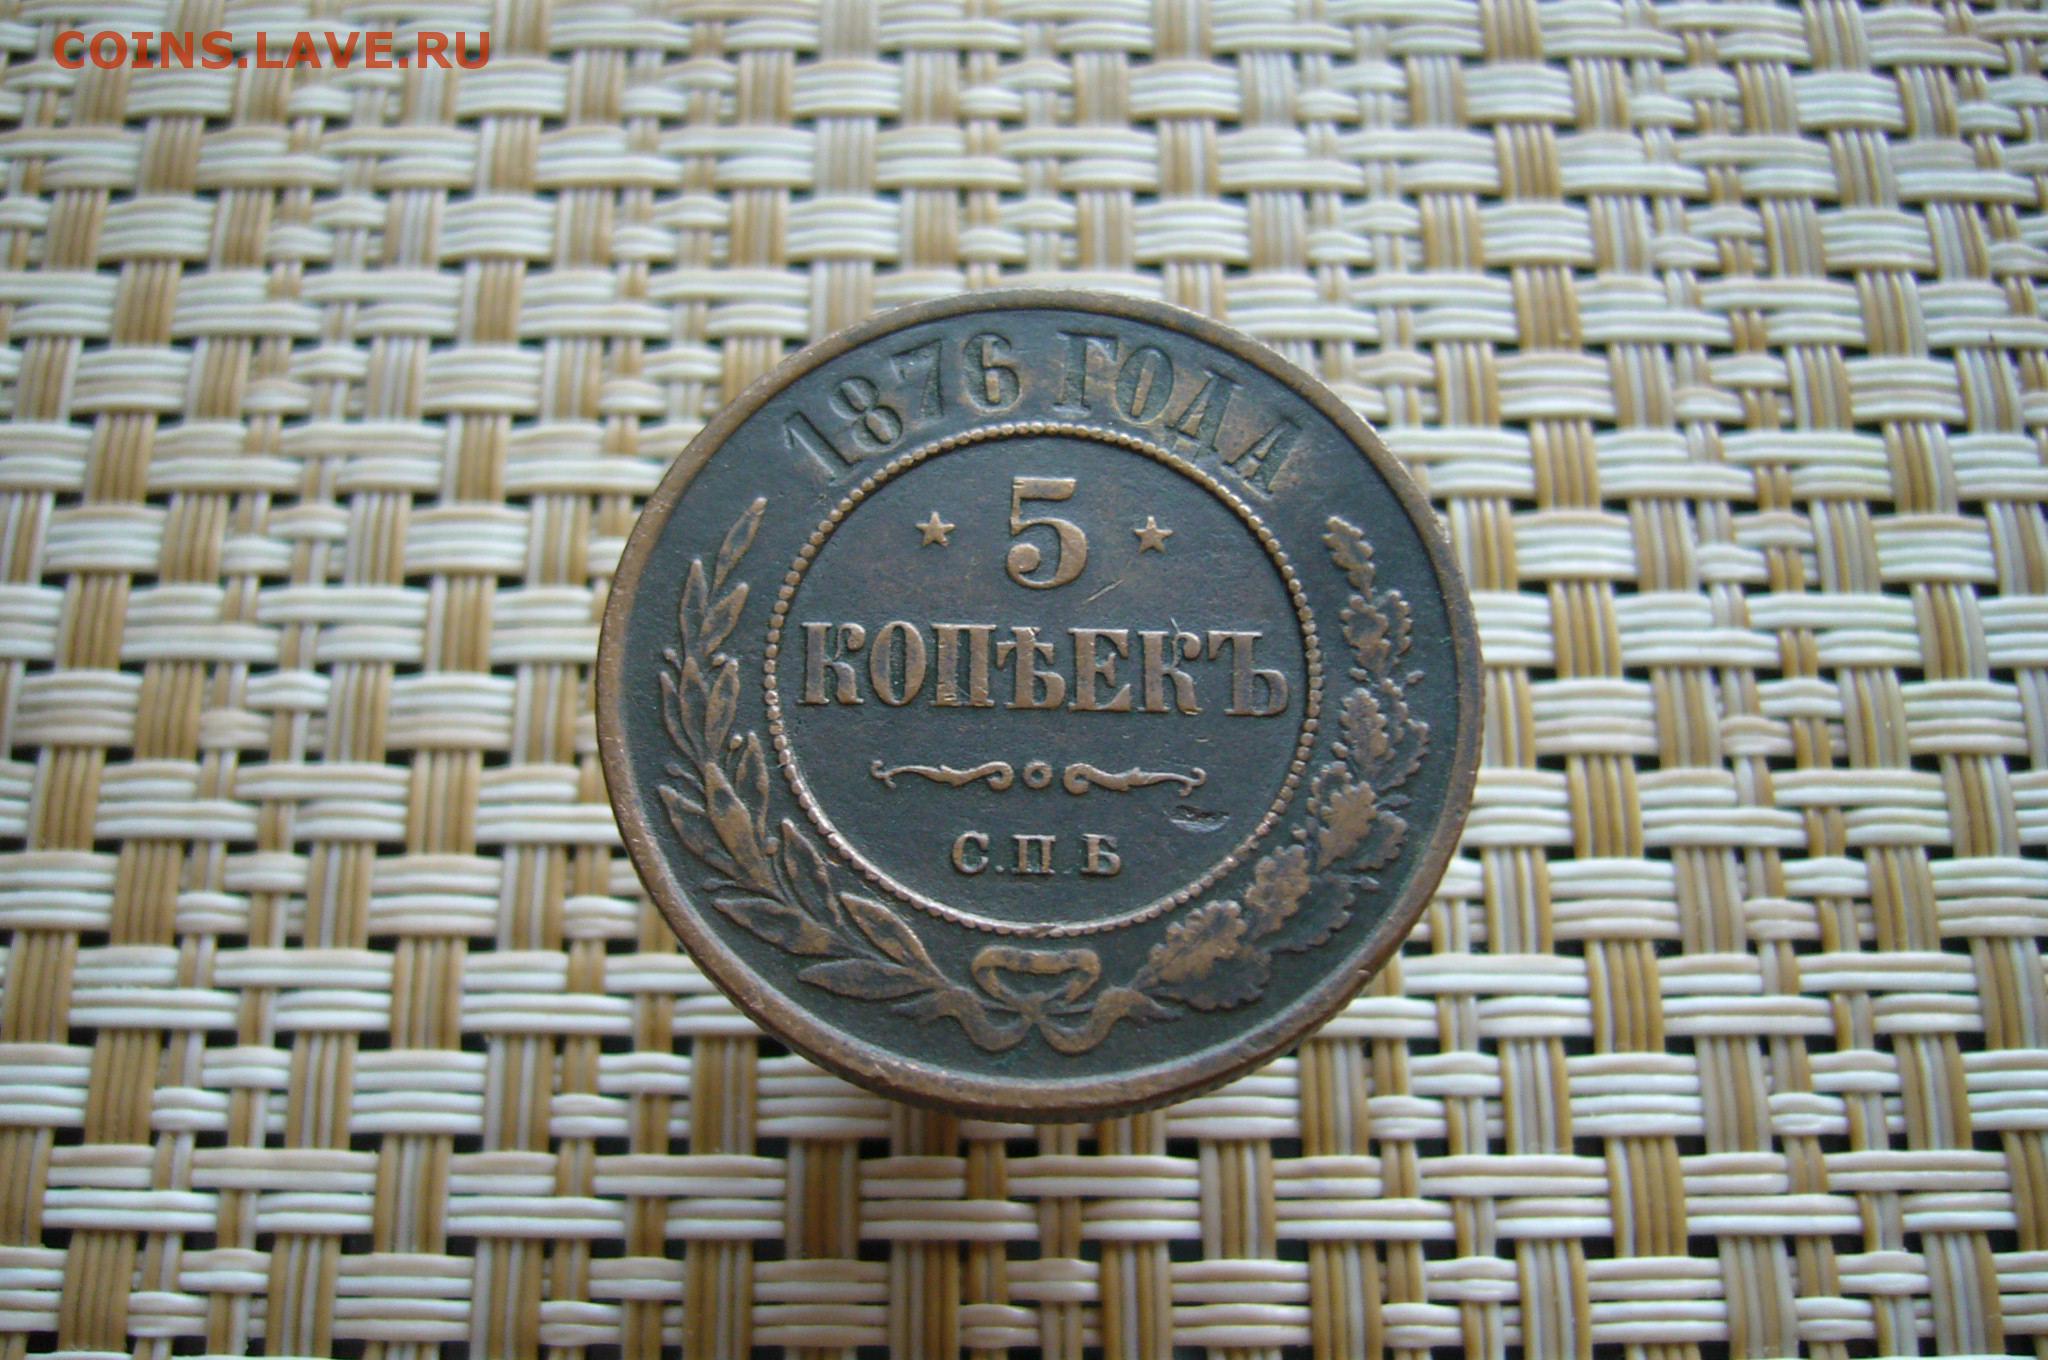 COINS.LAVE.RU
1876 ГОДА
5
КОПѢЕКЪ
С.П.Б